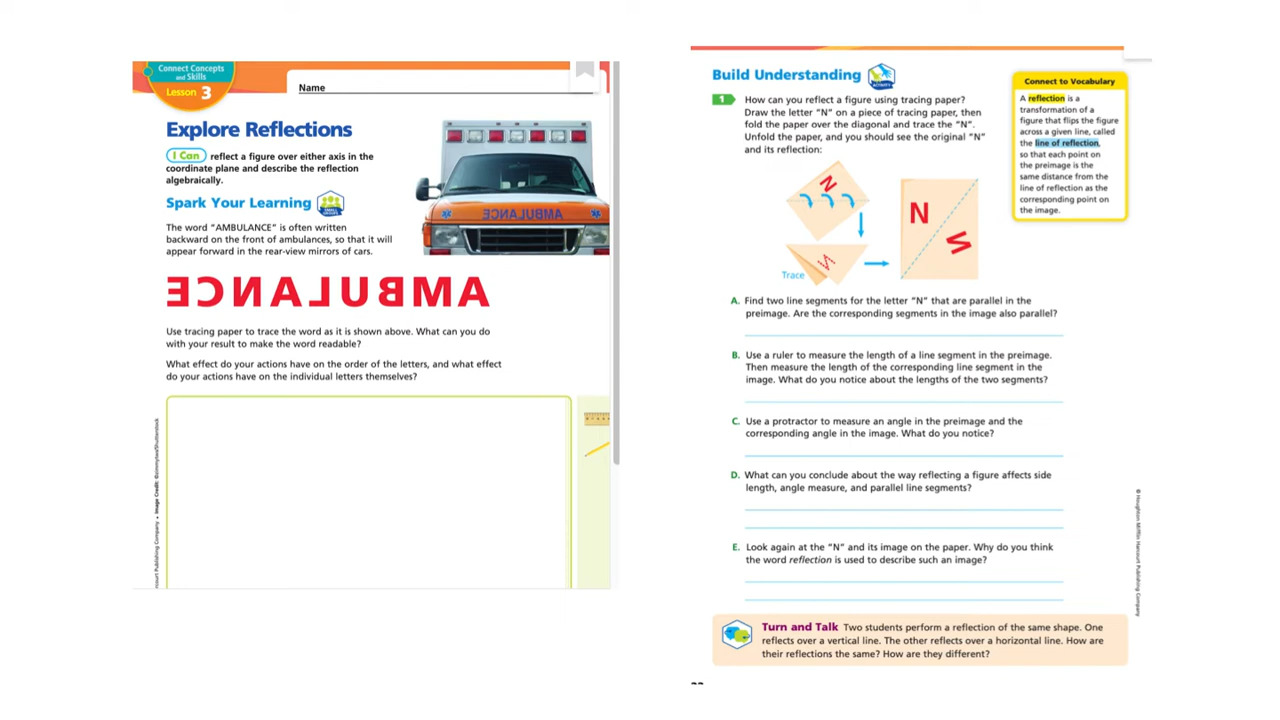 Connect Concepts
and Skills
Lesson 3
Name
Explore Reflections
I Can reflect a figure over either axis in the
coordinate plane and describe the reflection
algebraically.
Spark Your Learning
SMALL GROUPS
The word "AMBULANCE" is often written
backward on the front of ambulances, so that it will
appear forward in the rear-view mirrors of cars.
AMBULANCE
AMBULANCE
Use tracing paper to trace the word as it is shown above. What can you do
with your result to make the word readable?
What effect do your actions have on the order of the letters, and what effect
do your actions have on the individual letters themselves?
ncourt Publishing Company • Image Credit: ©zimmytws/Shutterstock
Build Understanding
ACTIVITY
1 How can you reflect a figure using tracing paper?
Draw the letter "N" on a piece of tracing paper, then
fold the paper over the diagonal and trace the "N".
Unfold the paper, and you should see the original "N"
and its reflection:
N
N
Trace
N
N
Connect to Vocabulary
A reflection is a
transformation of a
figure that flips the figure
across a given line, called
the line of reflection,
so that each point on
the preimage is the
same distance from the
line of reflection as the
corresponding point on
the image.
A. Find two line segments for the letter "N" that are parallel in the
preimage. Are the corresponding segments in the image also parallel?
B. Use a ruler to measure the length of a line segment in the preimage.
Then measure the length of the corresponding line segment in the
image. What do you notice about the lengths of the two segments?
C. Use a protractor to measure an angle in the preimage and the
corresponding angle in the image. What do you notice?
D. What can you conclude about the way reflecting a figure affects side
length, angle measure, and parallel line segments?
E. Look again at the "N" and its image on the paper. Why do you think
the word reflection is used to describe such an image?
© Houghton Mifflin Harcourt Publishing Company
Turn and Talk Two students perform a reflection of the same shape. One
reflects over a vertical line. The other reflects over a horizontal line. How are
their reflections the same? How are they different?